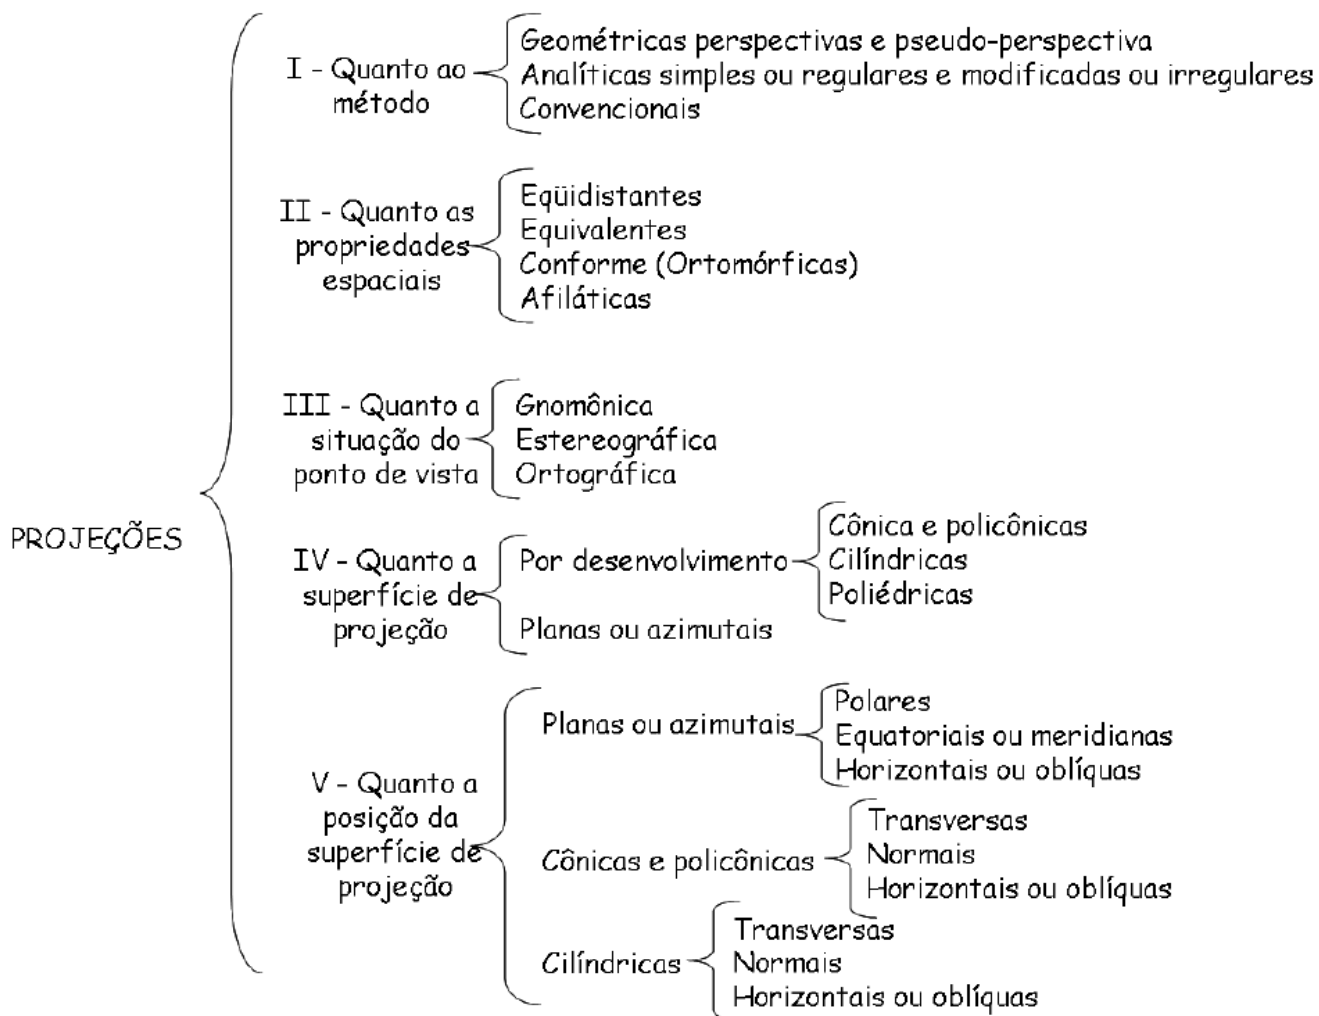 PROJEÇÕES
I - Quanto ao
método
Geométricas perspectivas e pseudo-perspectiva
Analíticas simples ou regulares e modificadas ou irregulares
Convencionais
II - Quanto as
propriedades
espaciais
Eqüidistantes
Equivalentes
Conforme (Ortomórficas)
Afiláticas
III - Quanto a
situação do
ponto de vista
Gnomônica
Estereográfica
Ortográfica
IV - Quanto a
superfície de
projeção
Por desenvolvimento
Cônica e policônicas
Cilíndricas
Poliédricas
Planas ou azimutais
V - Quanto a
posição da
superfície de
projeção
Planas ou azimutais
Polares
Equatoriais ou meridianas
Horizontais ou oblíquas
Cônicas e policônicas
Transversas
Normais
Horizontais ou oblíquas
Cilíndricas
Transversas
Normais
Horizontais ou oblíquas